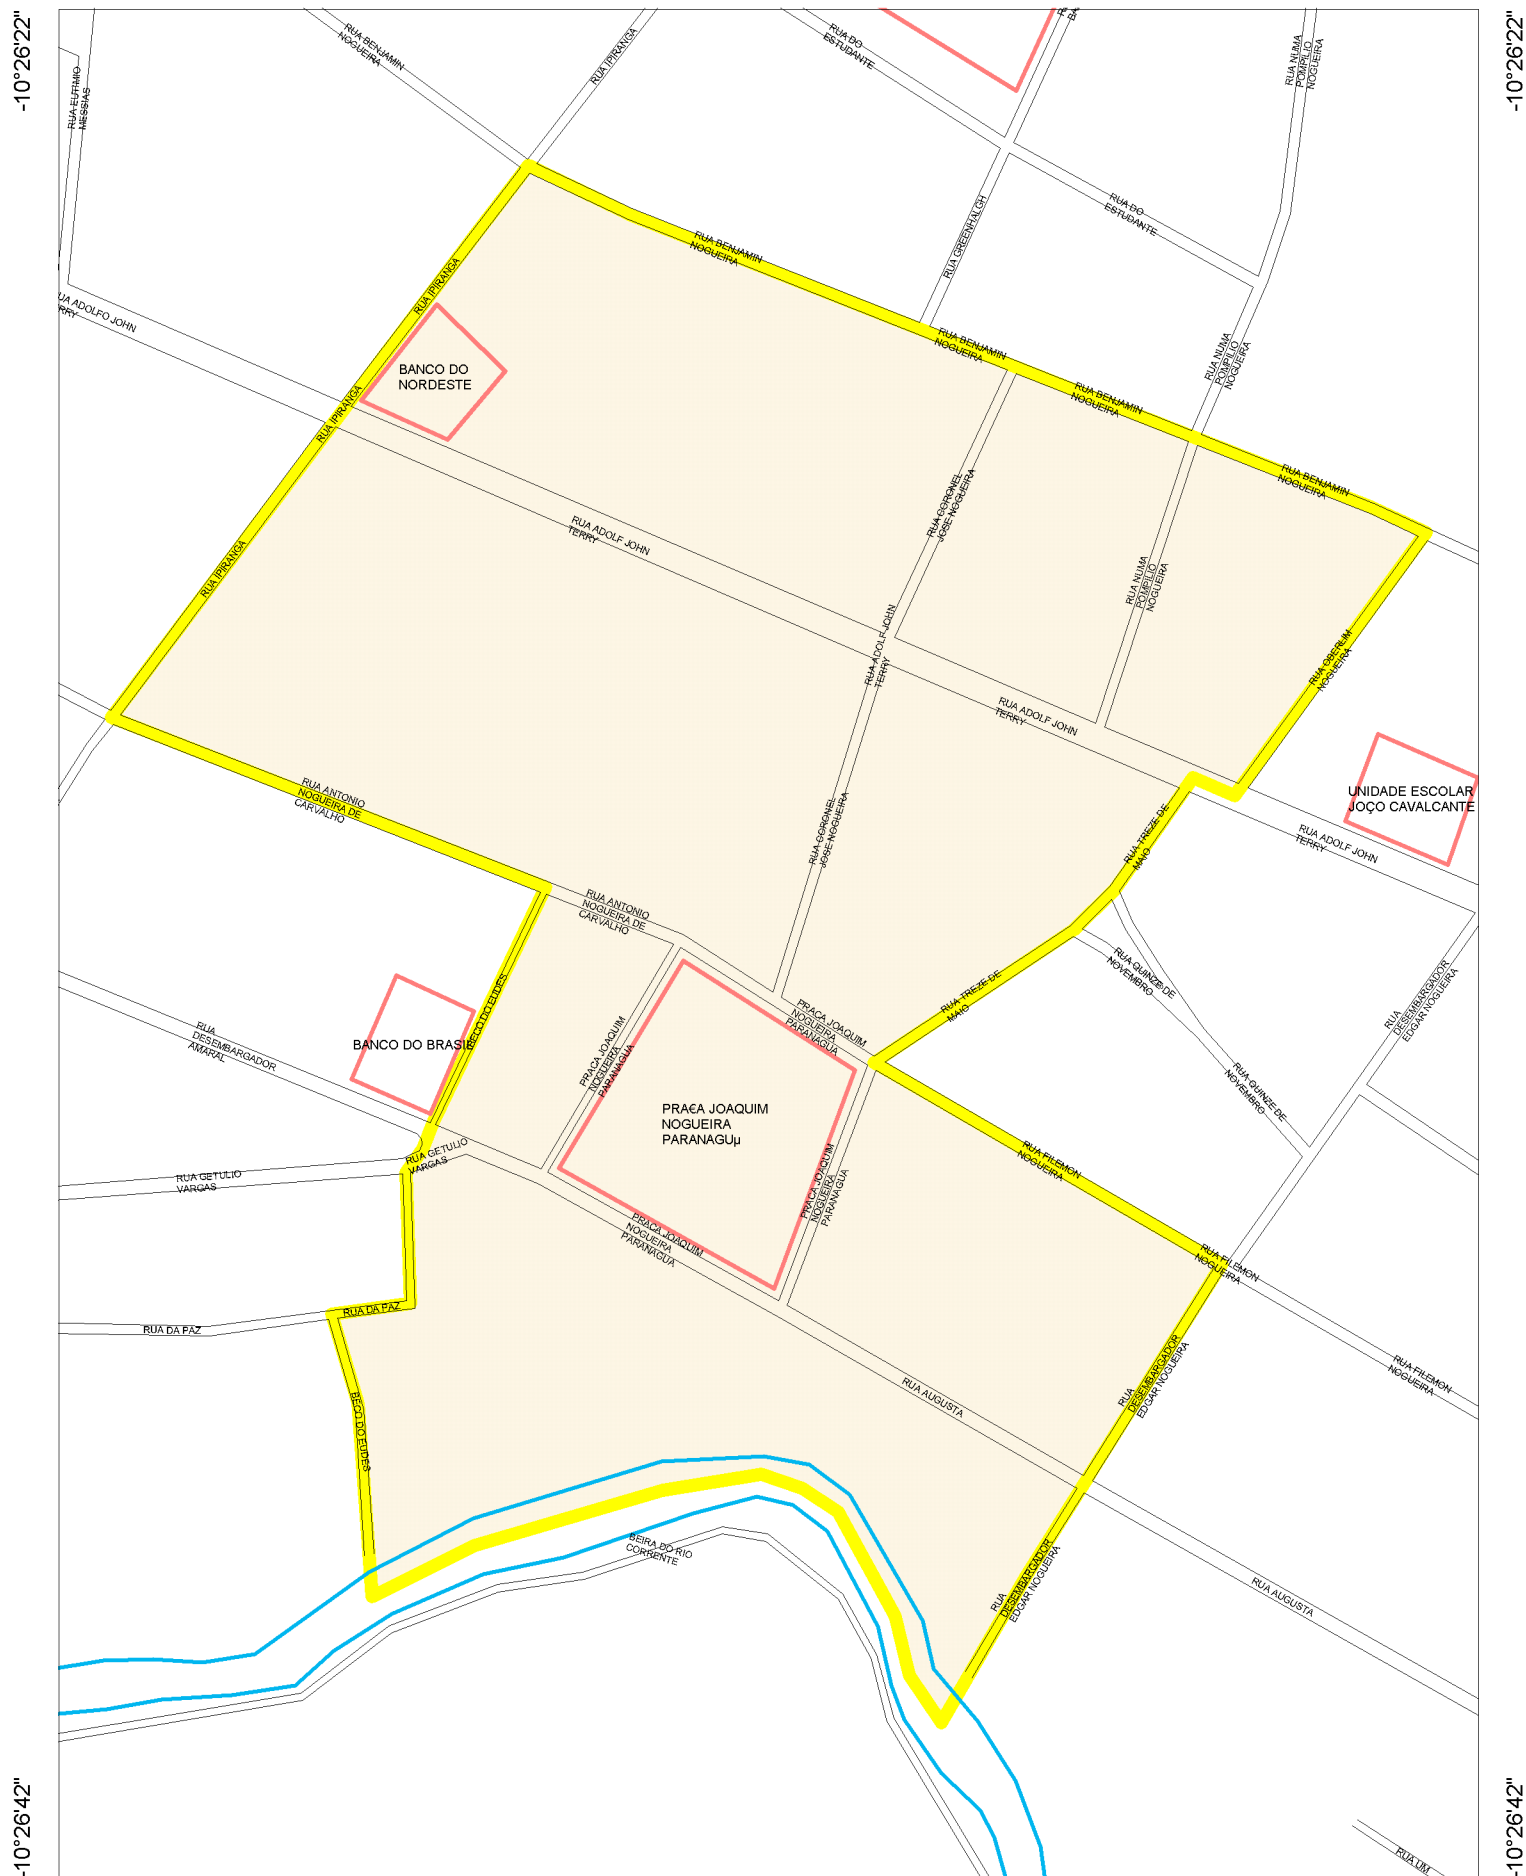 -10°26'22"
-10°26'22"
RUA BENJAMIN
NOGUEIRA
RUA IPIRANGA
RUA DO
ESTUDANTE
RUA NUMA
POMPILIO
NOGUEIRA
RUA EUTIMIO
MESSIAS
RUA DO
ESTUDANTE
RUA GREENHALGH
RUA BENJAMIN
NOGUEIRA
RUA IPIRANGA
UA ADOLFO JOHN
RRY
RUA BENJAMIN
NOGUEIRA
RUA NUMA
POMPILIO
NOGUEIRA
BANCO DO
NORDESTE
RUA BENJAMIN
NOGUEIRA
RUA IPIRANGA
RUA BENJAMIN
NOGUEIRA
RUA CORONEL
JOSE NOGUEIRA
RUA ADOLF JOHN
TERRY
RUA IPIRANGA
RUA NUMA
POMPILIO
NOGUEIRA
RUA ADOLF JOHN
TERRY
RUA OBERLIM
NOGUEIRA
RUA ADOLF JOHN
TERRY
UNIDADE ESCOLAR
JOÇO CAVALCANTE
RUA ANTONIO
NOGUEIRA DE
CARVALHO
RUA CORONEL
JOSE NOGUEIRA
RUA TREZE DE
MAIO
RUA ADOLF JOHN
TERRY
RUA ANTONIO
NOGUEIRA DE
CARVALHO
RUA QUINZE DE
NOVEMBRO
RUA TREZE DE
MAIO
RUA
DESEMBARGADOR
EDGAR NOGUEIRA
BECO DO EUDES
PRACA JOAQUIM
NOGUEIRA
PARANAGUA
RUA
DESEMBARGADOR
AMARAL
BANCO DO BRASIL
PRACA JOAQUIM
NOGUEIRA
PARANAGUA
RUA QUINZE DE
NOVEMBRO
PRA€A JOAQUIM
NOGUEIRA
PARANAGUµ
RUA GETULIO
VARGAS
RUA GETULIO
VARGAS
RUA FILEMON
NOGUEIRA
PRACA JOAQUIM
NOGUEIRA
PARANAGUA
PRACA JOAQUIM
NOGUEIRA
PARANAGUA
RUA FILEMON
NOGUEIRA
RUA DA PAZ
RUA DA PAZ
RUA
DESEMBARGADOR
EDGAR NOGUEIRA
RUA FILEMON
NOGUEIRA
RUA AUGUSTA
BECO DO EUDES
BEIRA DO RIO
CORRENTE
RUA
DESEMBARGADOR
EDGAR NOGUEIRA
RUA AUGUSTA
RUA UM
-10°26'42"
-10°26'42"